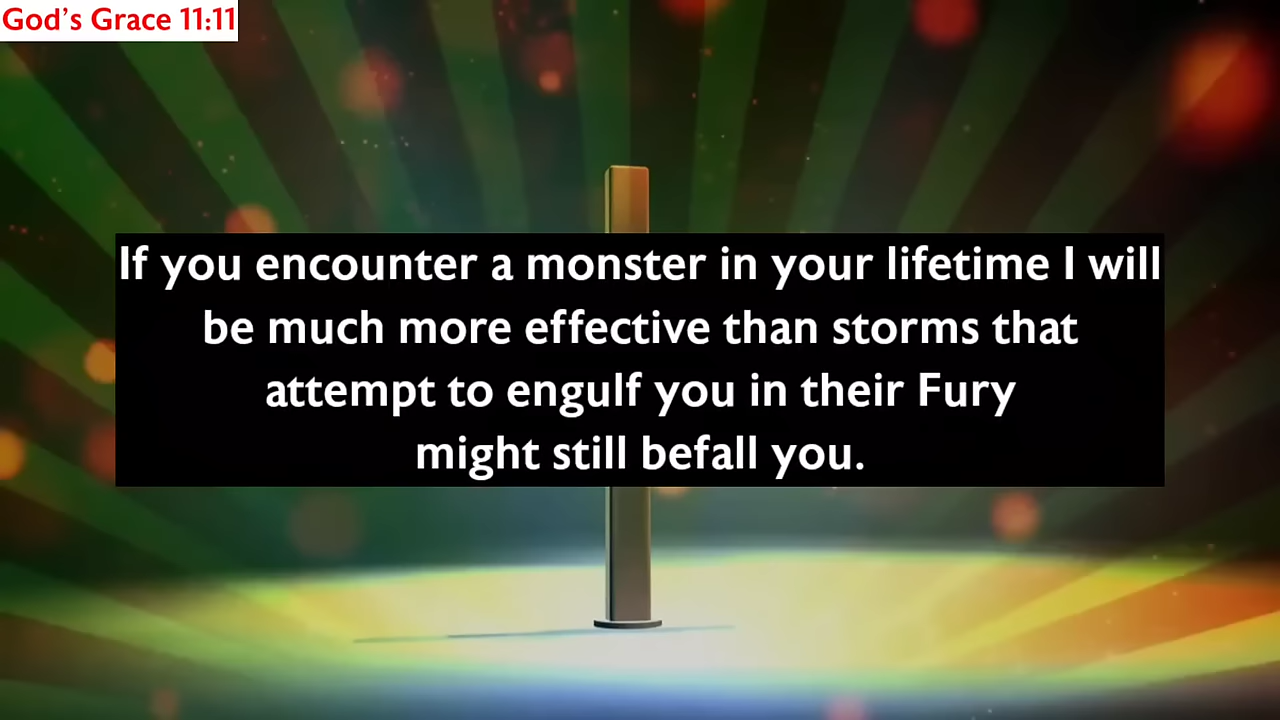 God's Grace 11:11
If you encounter a monster in your lifetime I will
be much more effective than storms that
attempt to engulf you in their Fury
might still befall you.